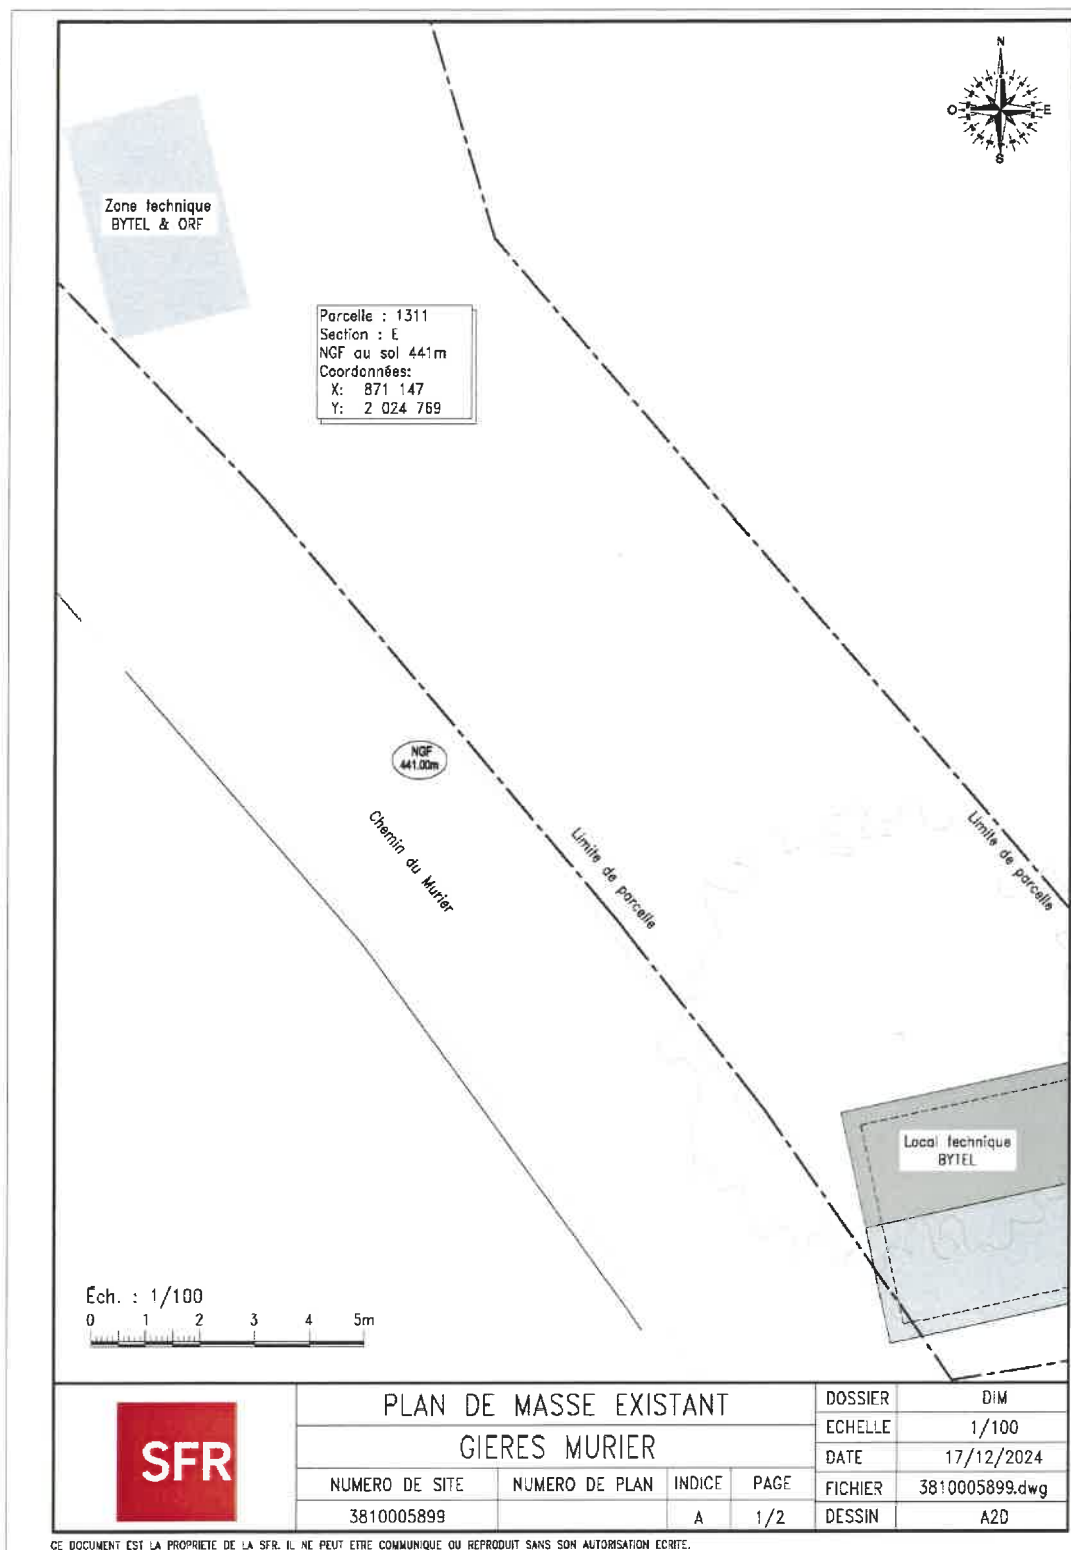 N
O
E
S
Zone technique
BYTEL & ORF
Parcelle : 1311
Section : E
NGF au sol 441m
Coordonnées:
X: 871 147
Y: 2 024 769
NGF
441.00m
Chemin du Murier
Limite de parcelle
Limite de parcelle
Local technique
BYTEL
Éch. : 1/100
0 1 2 3 4 5m
SFR
PLAN DE MASSE EXISTANT
GIERES MURIER
NUMERO DE SITE NUMERO DE PLAN INDICE PAGE
3810005899 A 1/2
DOSSIER DIM
ECHELLE 1/100
DATE 17/12/2024
FICHIER 3810005899.dwg
DESSIN A2D
CE DOCUMENT EST LA PROPRIETE DE LA SFR. IL NE PEUT ETRE COMMUNIQUE OU REPRODUIT SANS SON AUTORISATION ECRITE.